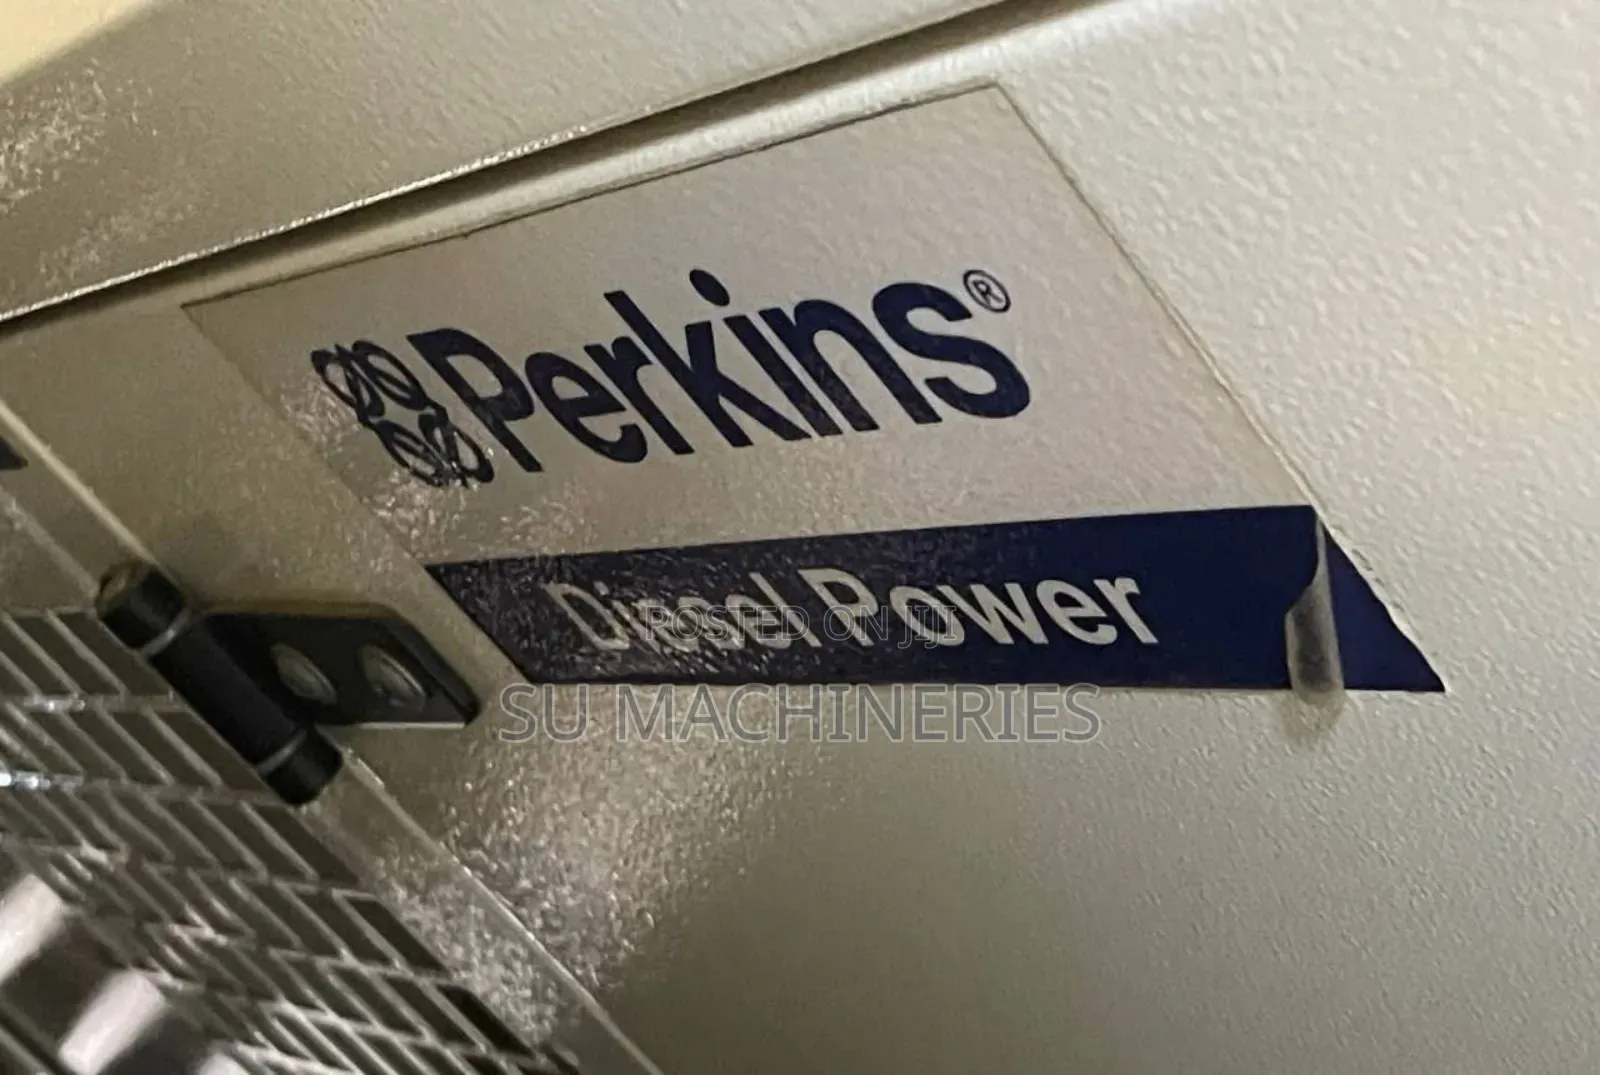 Perkins®
Diesel Power
POSTED ON JIJI
SU MACHINERIES